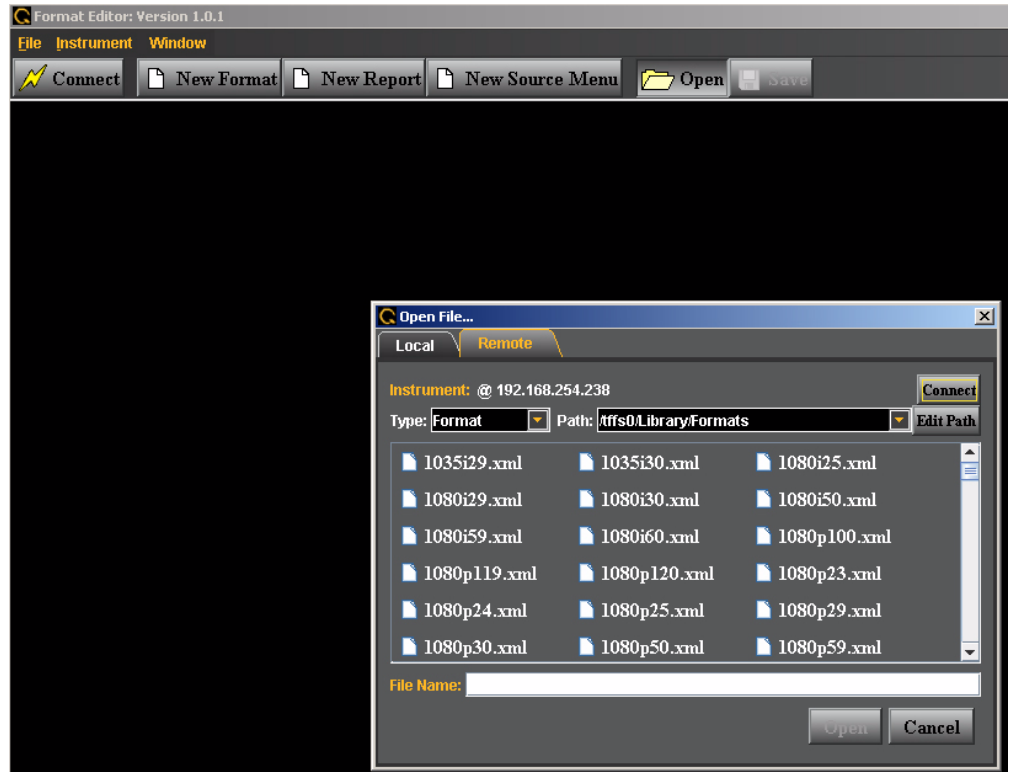 Format Editor: Version 1.0.1
File Instrument Window
Connect New Format New Report New Source Menu Open Save
Open File...
Local Remote
Instrument: @ 192.168.254.238 Connect
Type: Format Path: /tffs0/Library/Formats Edit Path
1035i29.xml 1035i30.xml 1080i25.xml
1080i29.xml 1080i30.xml 1080i50.xml
1080i59.xml 1080i60.xml 1080p100.xml
1080p119.xml 1080p120.xml 1080p23.xml
1080p24.xml 1080p25.xml 1080p29.xml
1080p30.xml 1080p50.xml 1080p59.xml
File Name:
Open Cancel